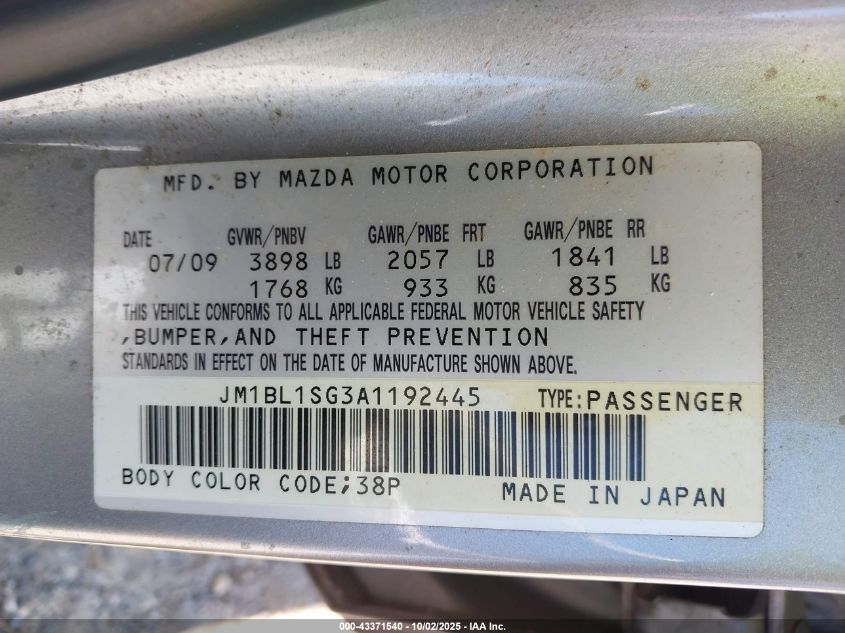 MFD. BY MAZDA MOTOR CORPORATION
DATE GVWR/PNBV GAWR/PNBE FRT GAWR/PNBE RR
07/09 3898 LB 2057 LB 1841 LB
1768 KG 933 KG 835 KG
THIS VEHICLE CONFORMS TO ALL APPLICABLE FEDERAL MOTOR VEHICLE SAFETY
,BUMPER,AND THEFT PREVENTION
STANDARDS IN EFFECT ON THE DATE OF MANUFACTURE SHOWN ABOVE.
JM1BL1SG3A1192445 TYPE:PASSENGER
BODY COLOR CODE;38P MADE IN JAPAN
000-43371540 - 10/02/2025 - IAA Inc.